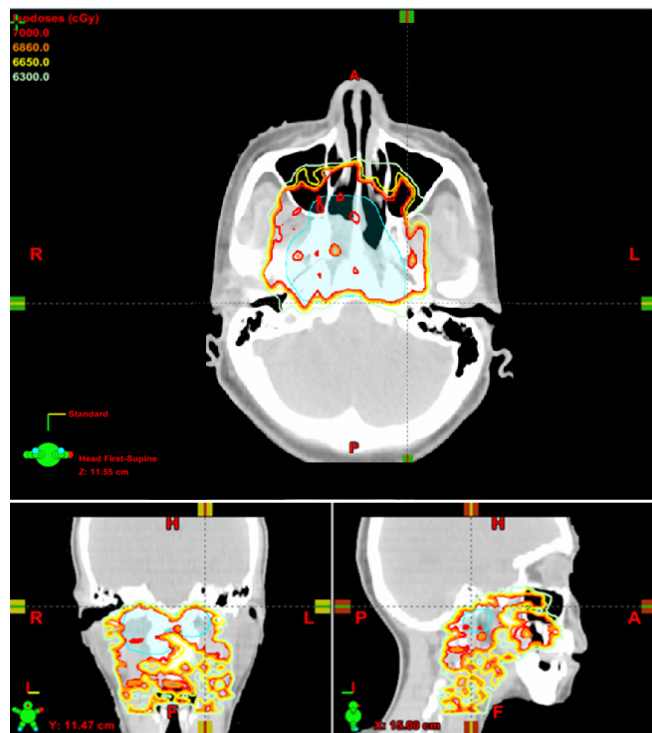 Isodoses (cGy)
7000.0
6860.0
6650.0
6300.0
A
R
L
Standard
Head First-Supine
Z: 11.55 cm
P
H
R
L
F
Y: 11.47 cm
H
P
A
F
X: 15.00 cm